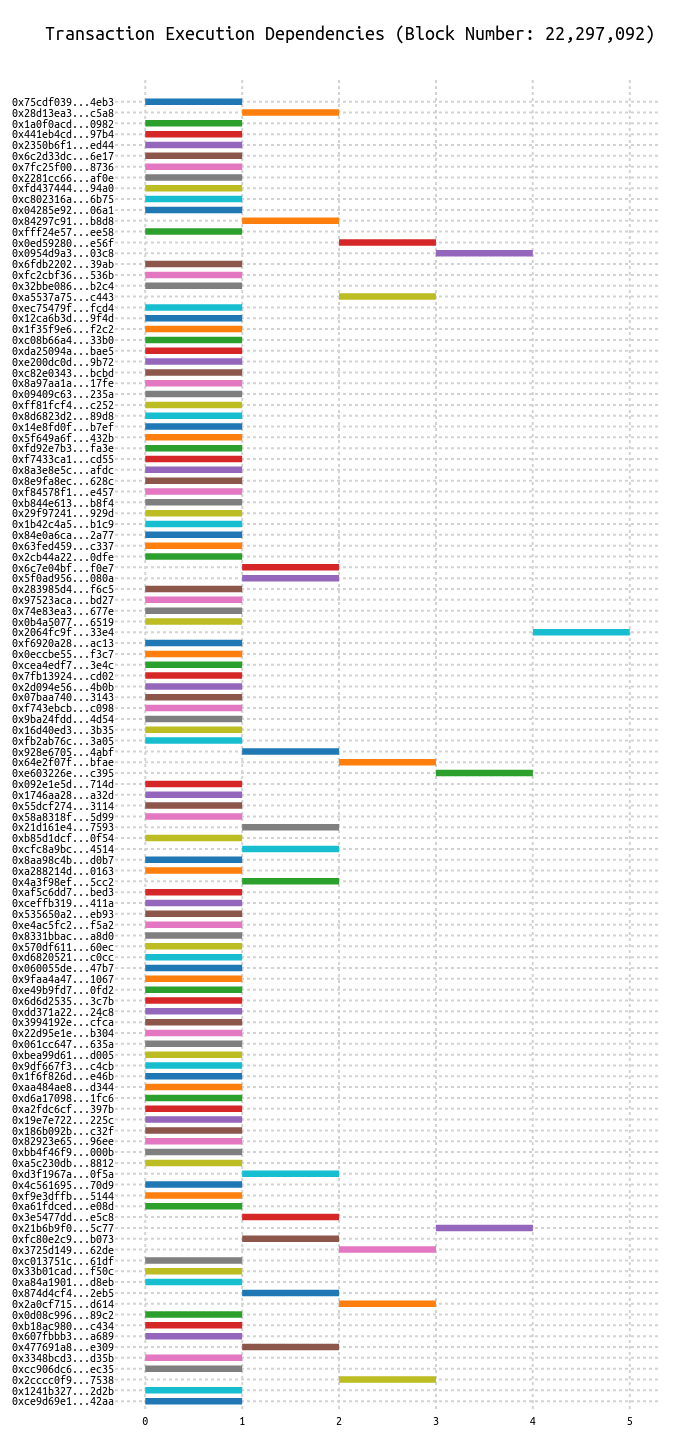 Transaction Execution Dependencies (Block Number: 22,297,092)
0x75cdf039...4eb3
0x28d13ea3...c5a8
0x1a0f0acd...0982
0x441eb4cd...97b4
0x2350b6f1...ed44
0x6c2d33dc...6e17
0x7fc25f00...8736
0x2281cc66...af0e
0xfd437444...94a0
0xc802316a...6b75
0x04285e92...06a1
0x84297c91...b8d8
0xfff24e57...ee58
0x0ed59280...e56f
0x0954d9a3...03c8
0x6fdb2202...39ab
0xfc2cbf36...536b
0x32bbe086...b2c4
0xa5537a75...c443
0xec75479f...fcd4
0x12ca6b3d...9f4d
0x1f35f9e6...f2c2
0xc08b66a4...33b0
0xda25094a...bae5
0xe200dc0d...9b72
0xc82e0343...bcbd
0x8a97aa1a...17fe
0x09409c63...235a
0xff81fcf4...c252
0x8d6823d2...89d8
0x14e8fd0f...b7ef
0x5f649a6f...432b
0xfd92e7b3...fa3e
0xf7433ca1...cd55
0x8a3e8e5c...afdc
0x8e9fa8ec...628c
0xf84578f1...e457
0xb844e613...b8f4
0x29f97241...929d
0x1b42c4a5...b1c9
0x84e0a6ca...2a77
0x63fed459...c337
0x2cb44a22...0dfe
0x6c7e04bf...f0e7
0x5f0ad956...080a
0x283985d4...f6c5
0x97523aca...bd27
0x74e83ea3...677e
0x0b4a5077...6519
0x2064fc9f...33e4
0xf6920a28...ac13
0x0eccbe55...f3c7
0xcea4edf7...3e4c
0x7fb13924...cd02
0x2d094e56...4b0b
0x07baa740...3143
0xf743ebcb...c098
0x9ba24fdd...4d54
0x16d40ed3...3b35
0xfb2ab76c...3a05
0x928e6705...4abf
0x64e2f07f...bfae
0xe603226e...c395
0x092e1e5d...714d
0x1746aa28...a32d
0x55dcf274...3114
0x58a8318f...5d99
0x21d161e4...7593
0xb85d1dcf...0f54
0xcfc8a9bc...4514
0x8aa98c4b...d0b7
0xa288214d...0163
0x4a3f98ef...5cc2
0xaf5c6dd7...bed3
0xceffb319...411a
0x535650a2...eb93
0xe4ac5fc2...f5a2
0x8331bbac...a8d0
0x570df611...60ec
0xd6820521...c0cc
0x060055de...47b7
0x9faa4a47...1067
0xe49b9fd7...0fd2
0x6d6d2535...3c7b
0xdd371a22...24c8
0x3994192e...cfca
0x22d95e1e...b304
0x061cc647...635a
0xbea99d61...d005
0x9df667f3...c4cb
0x1f6f826d...e46b
0xaa484ae8...d344
0xd6a17098...1fc6
0xa2fdc6cf...397b
0x19e7e722...225c
0x186b092b...c32f
0x82923e65...96ee
0xbb4f46f9...000b
0xa5c230db...8812
0xd3f1967a...0f5a
0x4c561695...70d9
0xf9e3dffb...5144
0xa61fdced...e08d
0x3e5477dd...e5c8
0x21b6b9f0...5c77
0xfc80e2c9...b073
0x3725d149...62de
0xc013751c...61df
0x33b01cad...f50c
0xa84a1901...d8eb
0x874d4cf4...2eb5
0x2a0cf715...d614
0x0d08c996...89c2
0xb18ac980...c434
0x607fbbb3...a689
0x477691a8...e309
0x3348bcd3...d35b
0xcc906dc6...ec35
0x2cccc0f9...7538
0x1241b327...2d2b
0xce9d69e1...42aa
0 1 2 3 4 5